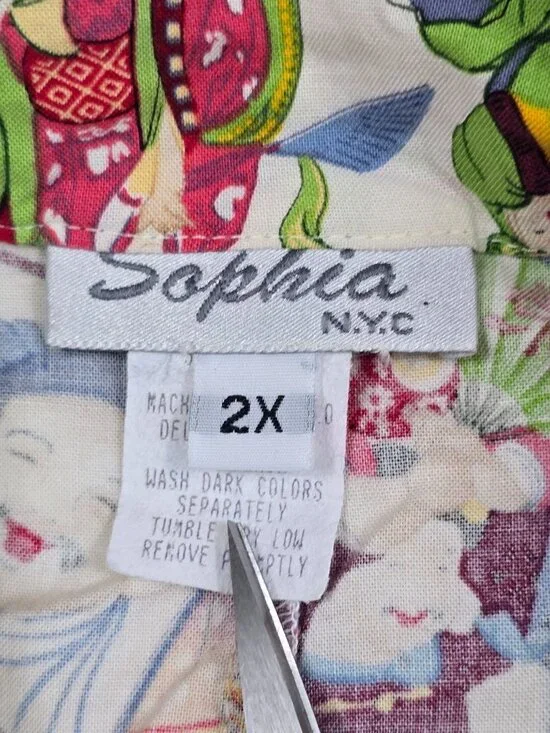 Sophia
N.Y.C
2X
WASH DARK COLORS
SEPARATELY
TUMBLE LOW
REMOVE